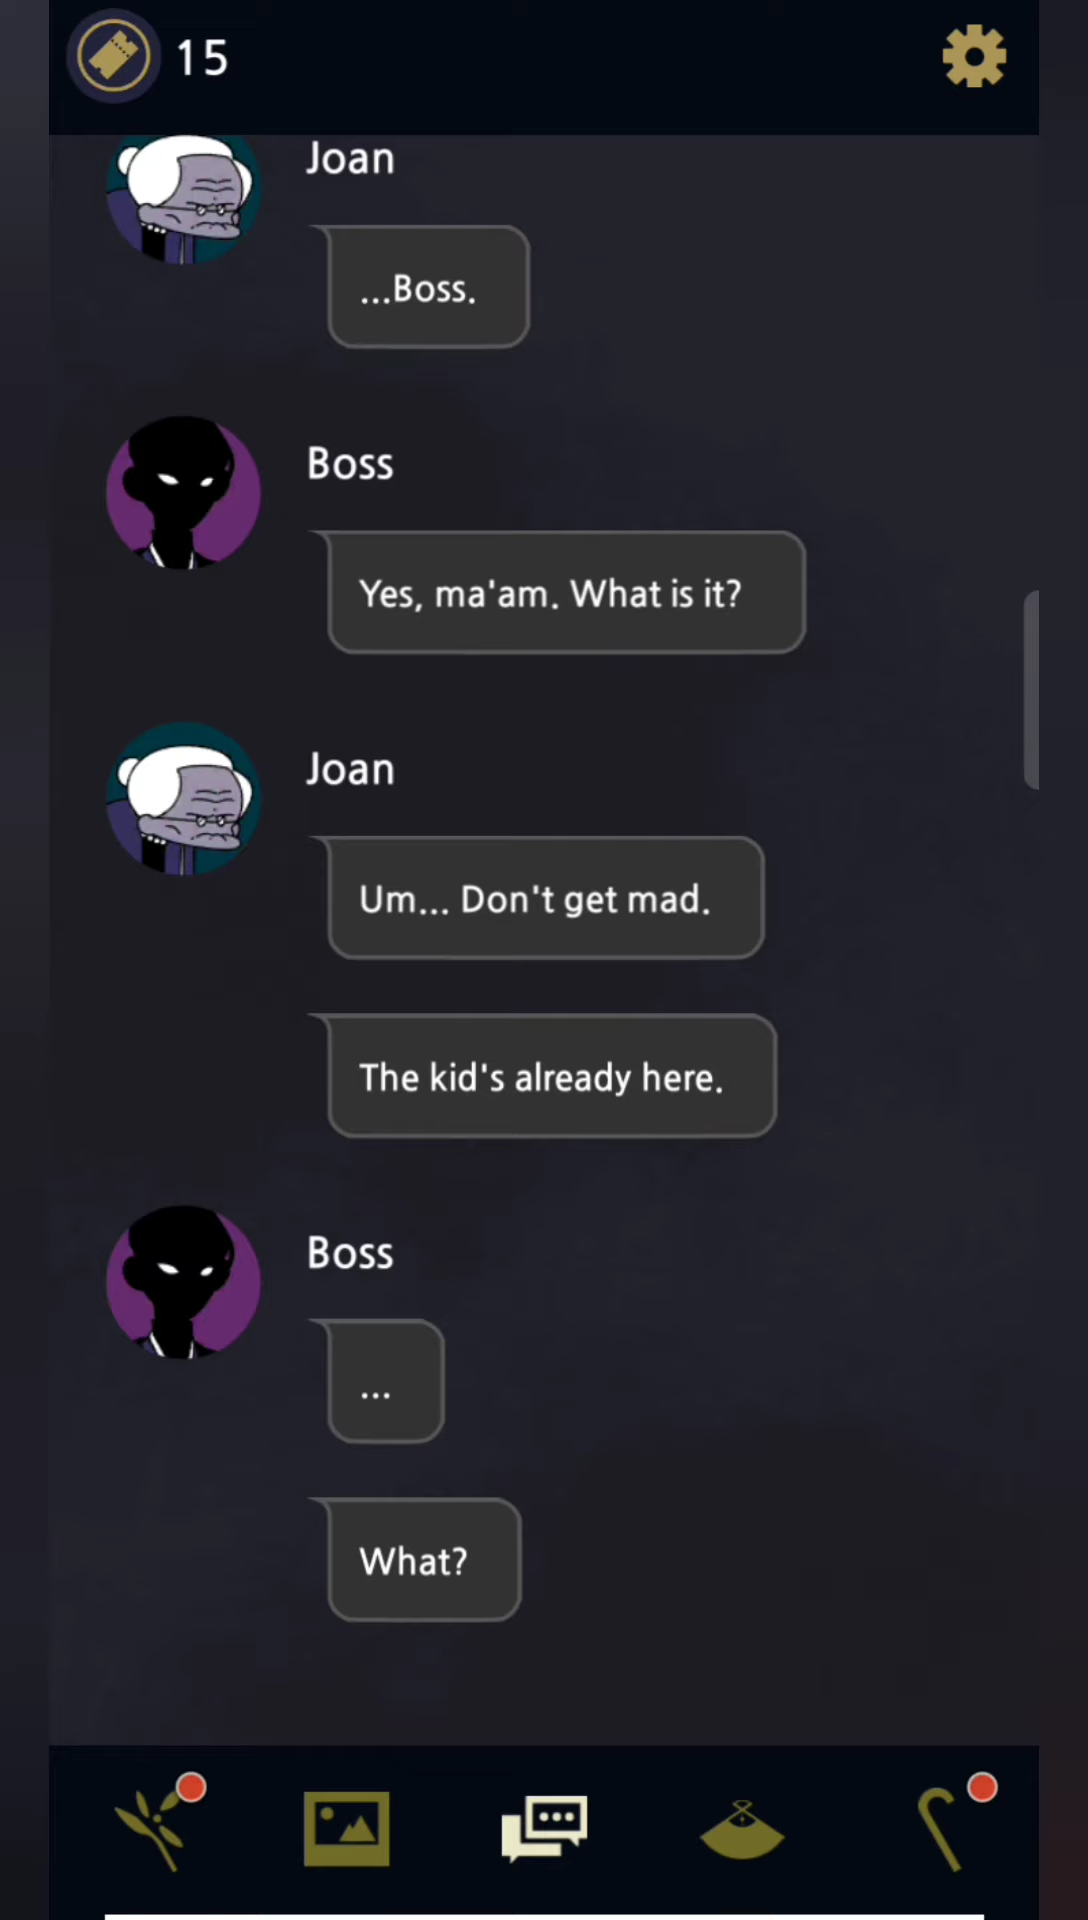 15
Joan
...Boss.
Boss
Yes, ma'am. What is it?
Joan
Um... Don't get mad.
The kid's already here.
Boss
...
What?